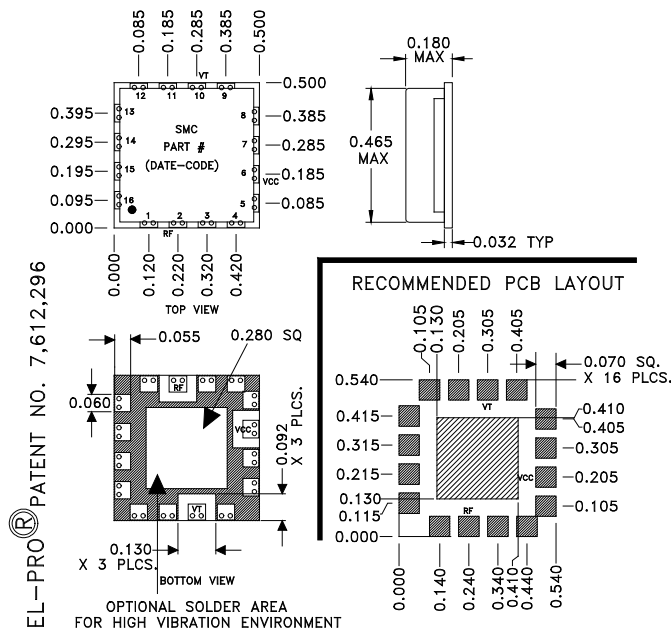 0.085
0.185
0.285
0.385
0.500
VT
12 11 10 9
0.395 13
0.295 14
0.195 15
0.095 16
0.000
SMC
PART #
(DATE-CODE)
8 0.500
7 0.385
6 0.285
VCC 0.185
5 0.085
1 2 3 4
RF
0.000
0.120
0.220
0.320
0.420
TOP VIEW
0.180
MAX
0.465
MAX
0.032 TYP
EL-PRO® PATENT NO. 7,612,296
0.055
0.280 SQ
0.060
RF
VCC
VT
0.092
X 3 PLCS.
0.130
X 3 PLCS.
BOTTOM VIEW
OPTIONAL SOLDER AREA
FOR HIGH VIBRATION ENVIRONMENT
RECOMMENDED PCB LAYOUT
0.105
0.130
0.205
0.305
0.405
0.070 SQ.
X 16 PLCS.
0.540
0.415
0.315
0.215
0.130
0.115
0.000
VT
VCC
RF
0.410
0.405
0.305
0.205
0.105
0.000
0.140
0.240
0.340
0.410
0.440
0.540